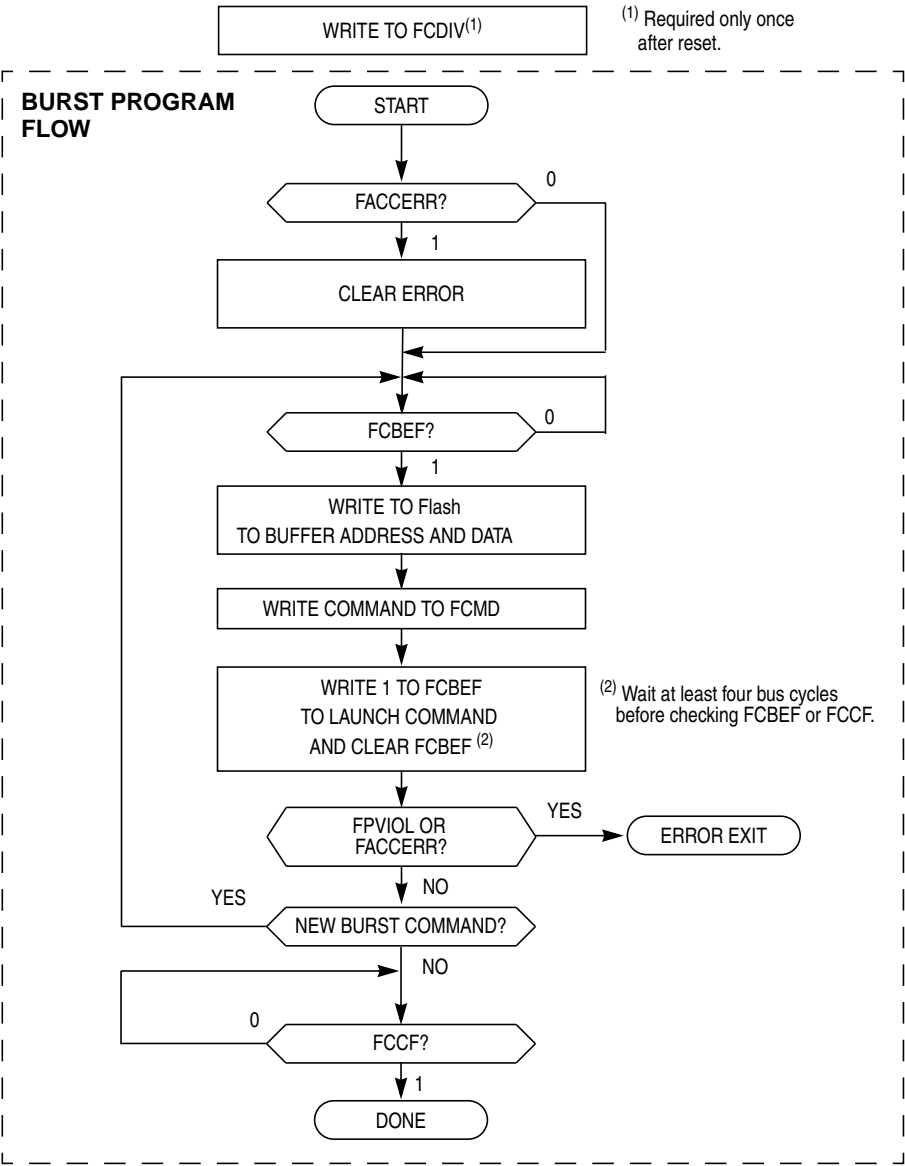 WRITE TO FCDIV(1)
(1) Required only once
after reset.
BURST PROGRAM
FLOW
START
FACCERR?
0
1
CLEAR ERROR
FCBEF?
0
1
WRITE TO Flash
TO BUFFER ADDRESS AND DATA
WRITE COMMAND TO FCMD
WRITE 1 TO FCBEF
TO LAUNCH COMMAND
AND CLEAR FCBEF (2)
(2) Wait at least four bus cycles
before checking FCBEF or FCCF.
FPVIOL OR
FACCERR?
YES
ERROR EXIT
NO
YES
NEW BURST COMMAND?
NO
0
FCCF?
1
DONE